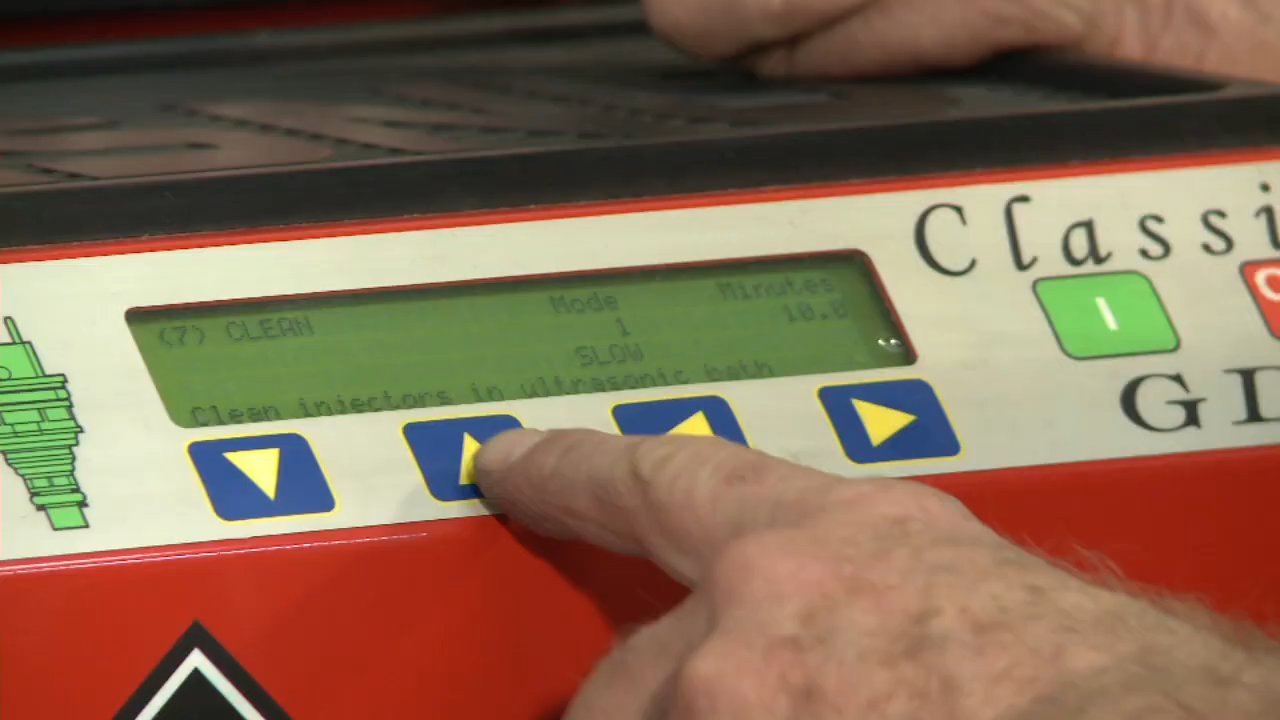 Classi
Mode Minutes
(7) CLEAN 1 10.0
SLOW
Clean injectors in ultrasonic bath
I
GD